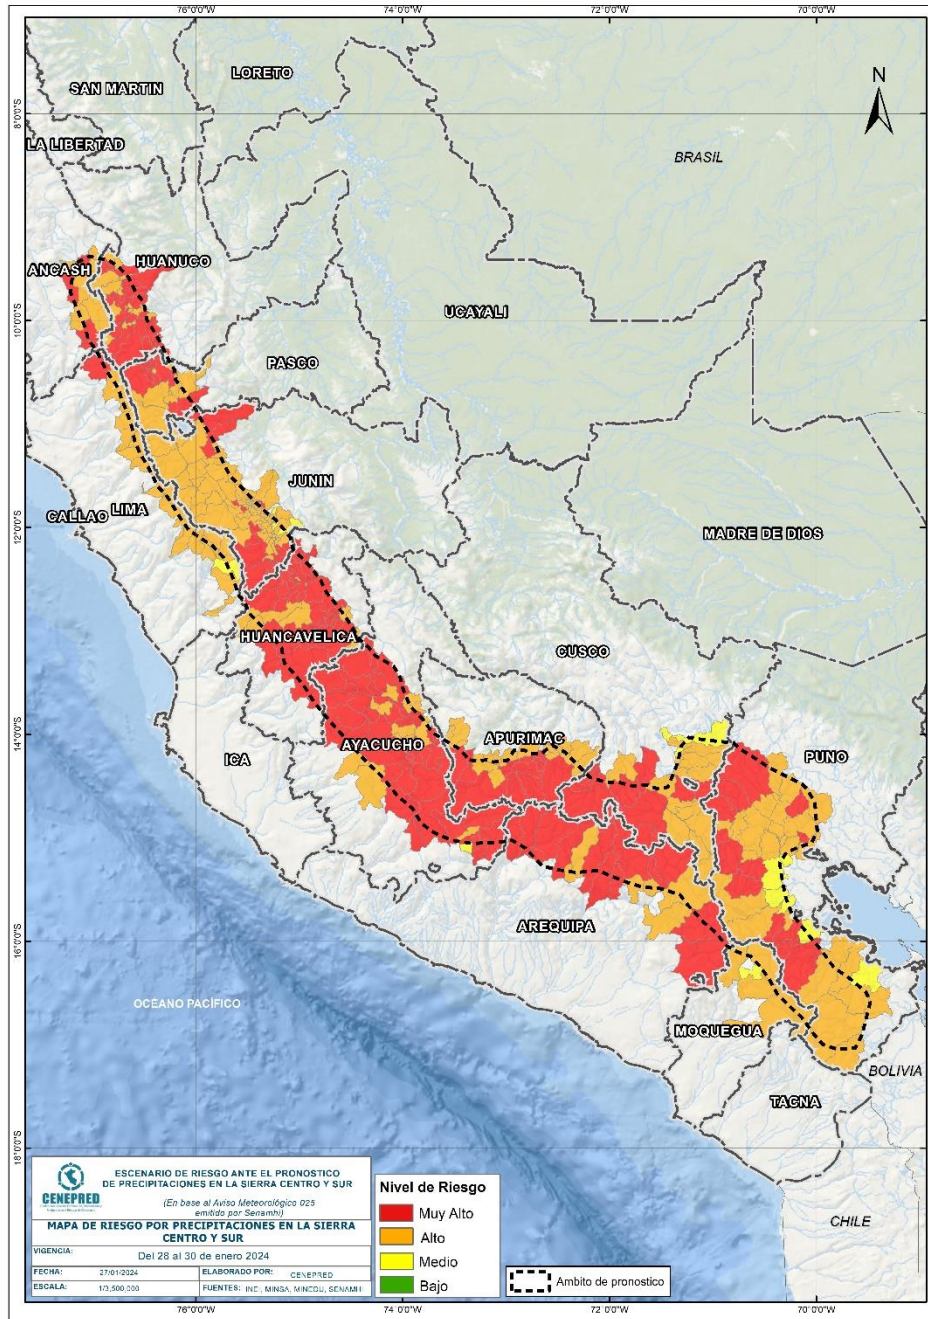 76°0'0"W 74°0'0"W 72°0'0"W 70°0'0"W
N
LORETO
SAN MARTIN
8°0'0"S
LA LIBERTAD
BRASIL
HUANUCO
ANCASH
10°0'0"S
UCAYALI
PASCO
JUNIN
LIMA
CALLAO
12°0'0"S
MADRE DE DIOS
HUANCAVELICA
CUSCO
14°0'0"S
APURIMAC
AYACUCHO
PUNO
ICA
AREQUIPA
16°0'0"S
OCEANO PACÍFICO
MOQUEGUA
BOLIVIA
TACNA
18°0'0"S
CHILE
CENEPRED
ESCENARIO DE RIESGO ANTE EL PRONOSTICO
DE PRECIPITACIONES EN LA SIERRA CENTRO Y SUR
(En base al Aviso Meteorológico 025
emitido por Senamhi)
MAPA DE RIESGO POR PRECIPITACIONES EN LA SIERRA
CENTRO Y SUR
VIGENCIA: Del 28 al 30 de enero 2024
FECHA: 27/01/2024 ELABORADO POR: CENEPRED
ESCALA: 1/3,500,000 FUENTES: INEI, MINSA, MINEDU, SENAMHI
Nivel de Riesgo
Muy Alto
Alto
Medio
Bajo
Ambito de pronostico
76°0'0"W 74°0'0"W 72°0'0"W 70°0'0"W